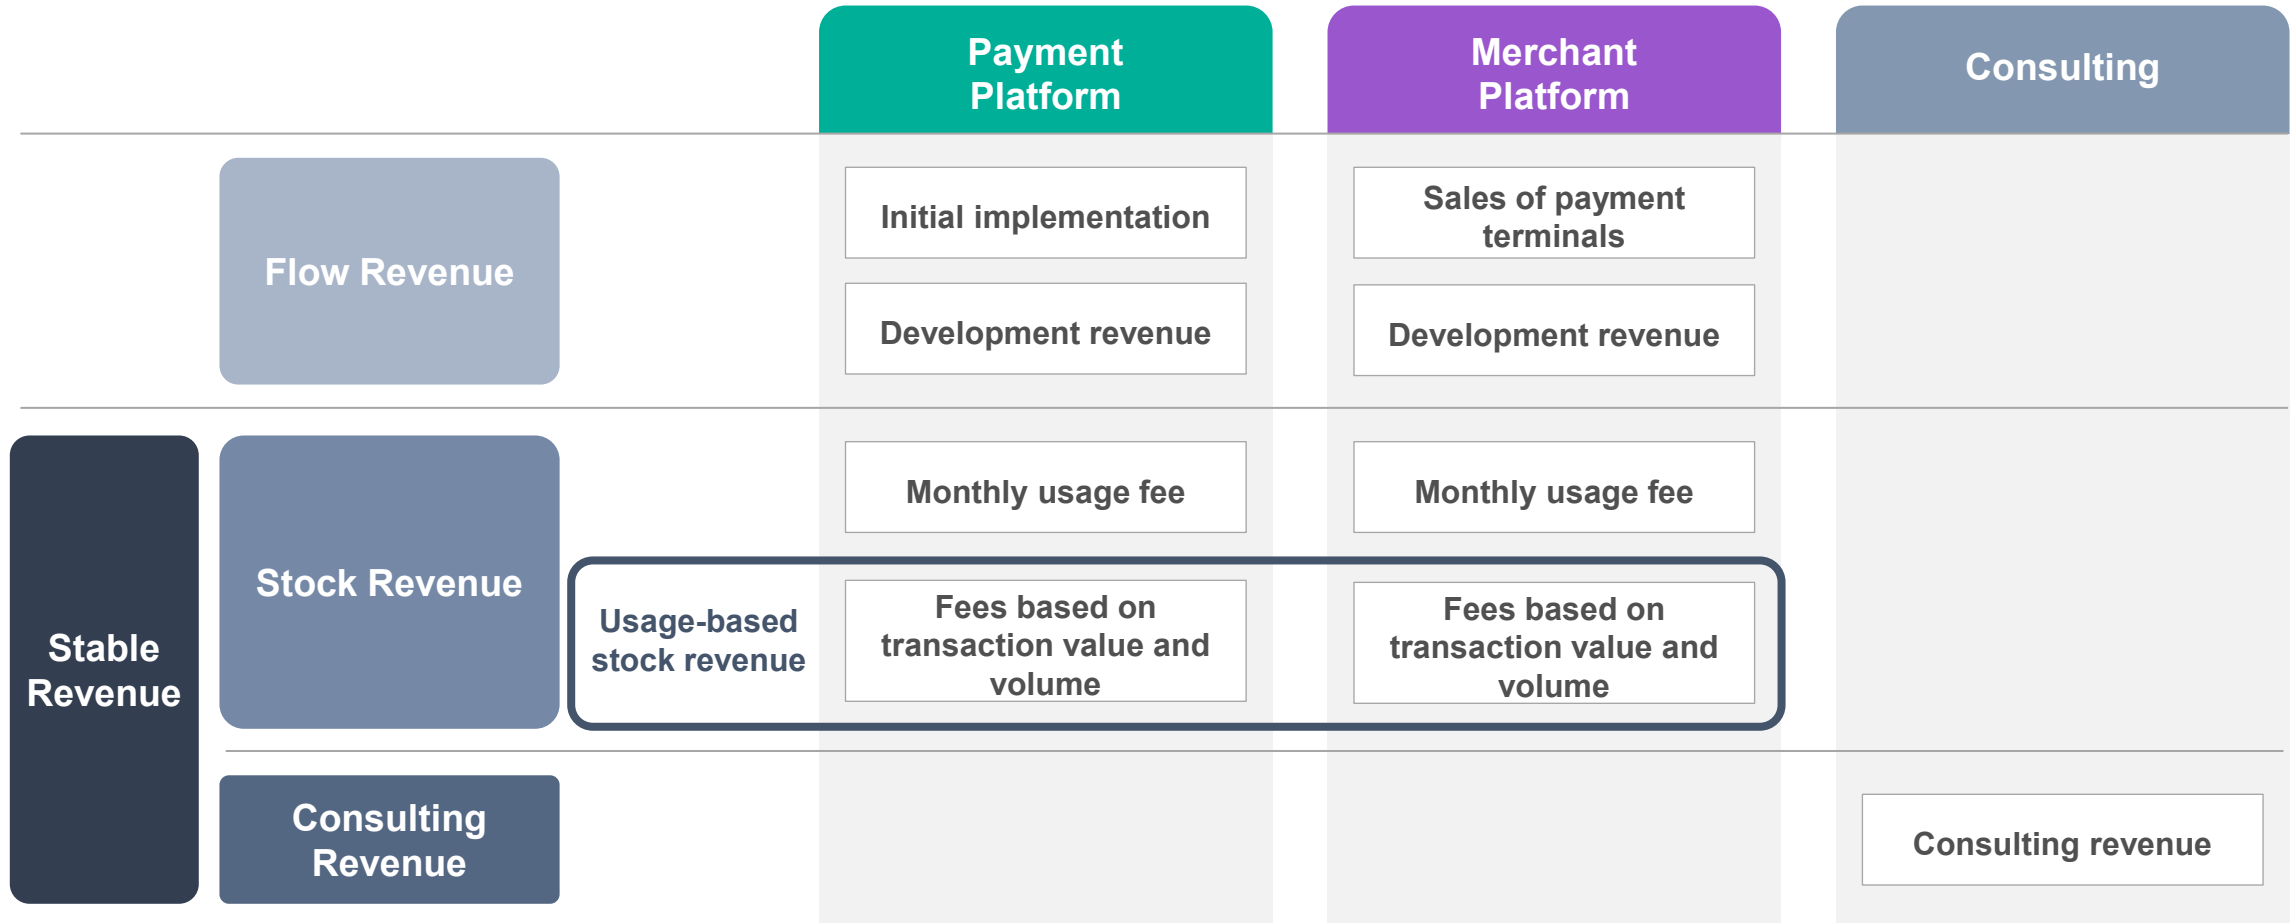 Payment
Platform
Merchant
Platform
Consulting
Flow Revenue
Initial implementation
Sales of payment
terminals
Development revenue
Development revenue
Stable
Revenue
Stock Revenue
Monthly usage fee
Monthly usage fee
Usage-based
stock revenue
Fees based on
transaction value and
volume
Fees based on
transaction value and
volume
Consulting
Revenue
Consulting revenue